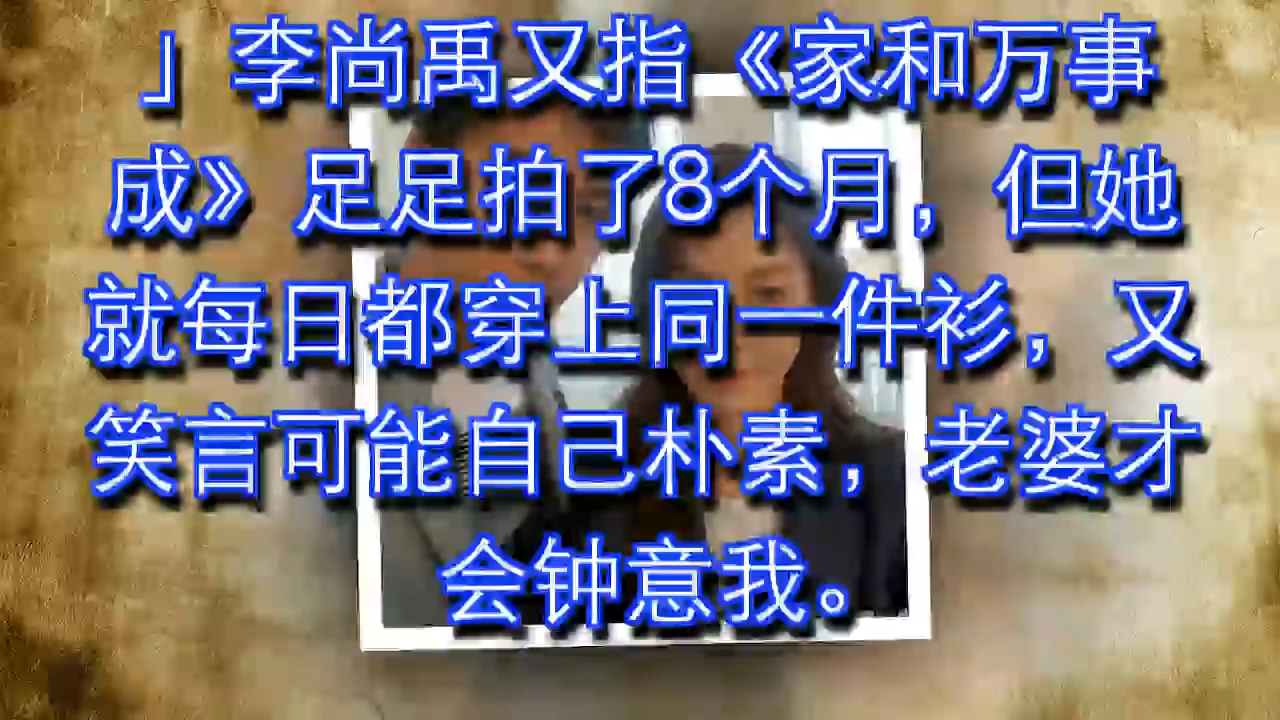 」李尚禹又指《家和万事
成》足足拍了8个月，但她
就每日都穿上同一件衫，又
笑言可能自己朴素，老婆才
会钟意我。